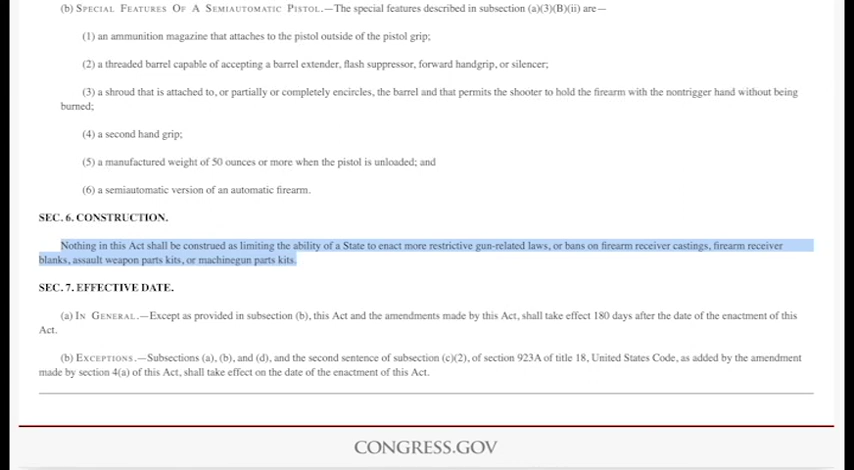 (b) SPECIAL FEATURES OF A SEMIAUTOMATIC PISTOL.—The special features described in subsection (a)(3)(B)(ii) are—
(1) an ammunition magazine that attaches to the pistol outside of the pistol grip;
(2) a threaded barrel capable of accepting a barrel extender, flash suppressor, forward handgrip, or silencer;
(3) a shroud that is attached to, or partially or completely encircles, the barrel and that permits the shooter to hold the firearm with the nontrigger hand without being
burned;
(4) a second hand grip;
(5) a manufactured weight of 50 ounces or more when the pistol is unloaded; and
(6) a semiautomatic version of an automatic firearm.
SEC. 6. CONSTRUCTION.
Nothing in this Act shall be construed as limiting the ability of a State to enact more restrictive gun-related laws, or bans on firearm receiver castings, firearm receiver
blanks, assault weapon parts kits, or machinegun parts kits.
SEC. 7. EFFECTIVE DATE.
(a) IN GENERAL.—Except as provided in subsection (b), this Act and the amendments made by this Act, shall take effect 180 days after the date of the enactment of this
Act.
(b) EXCEPTIONS.—Subsections (a), (b), and (d), and the second sentence of subsection (c)(2), of section 923A of title 18, United States Code, as added by the amendment
made by section 4(a) of this Act, shall take effect on the date of the enactment of this Act.
CONGRESS.GOV